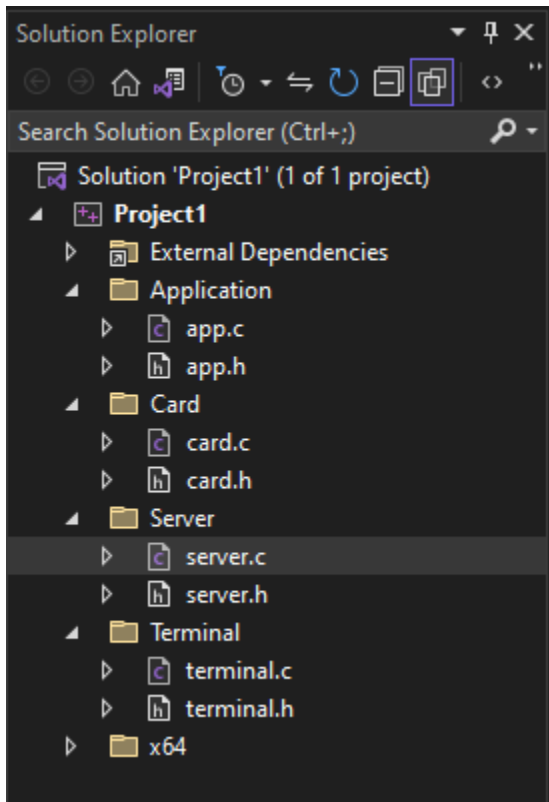 Solution Explorer
Search Solution Explorer (Ctrl+;)
Solution 'Project1' (1 of 1 project)
Project1
External Dependencies
Application
app.c
app.h
Card
card.c
card.h
Server
server.c
server.h
Terminal
terminal.c
terminal.h
x64